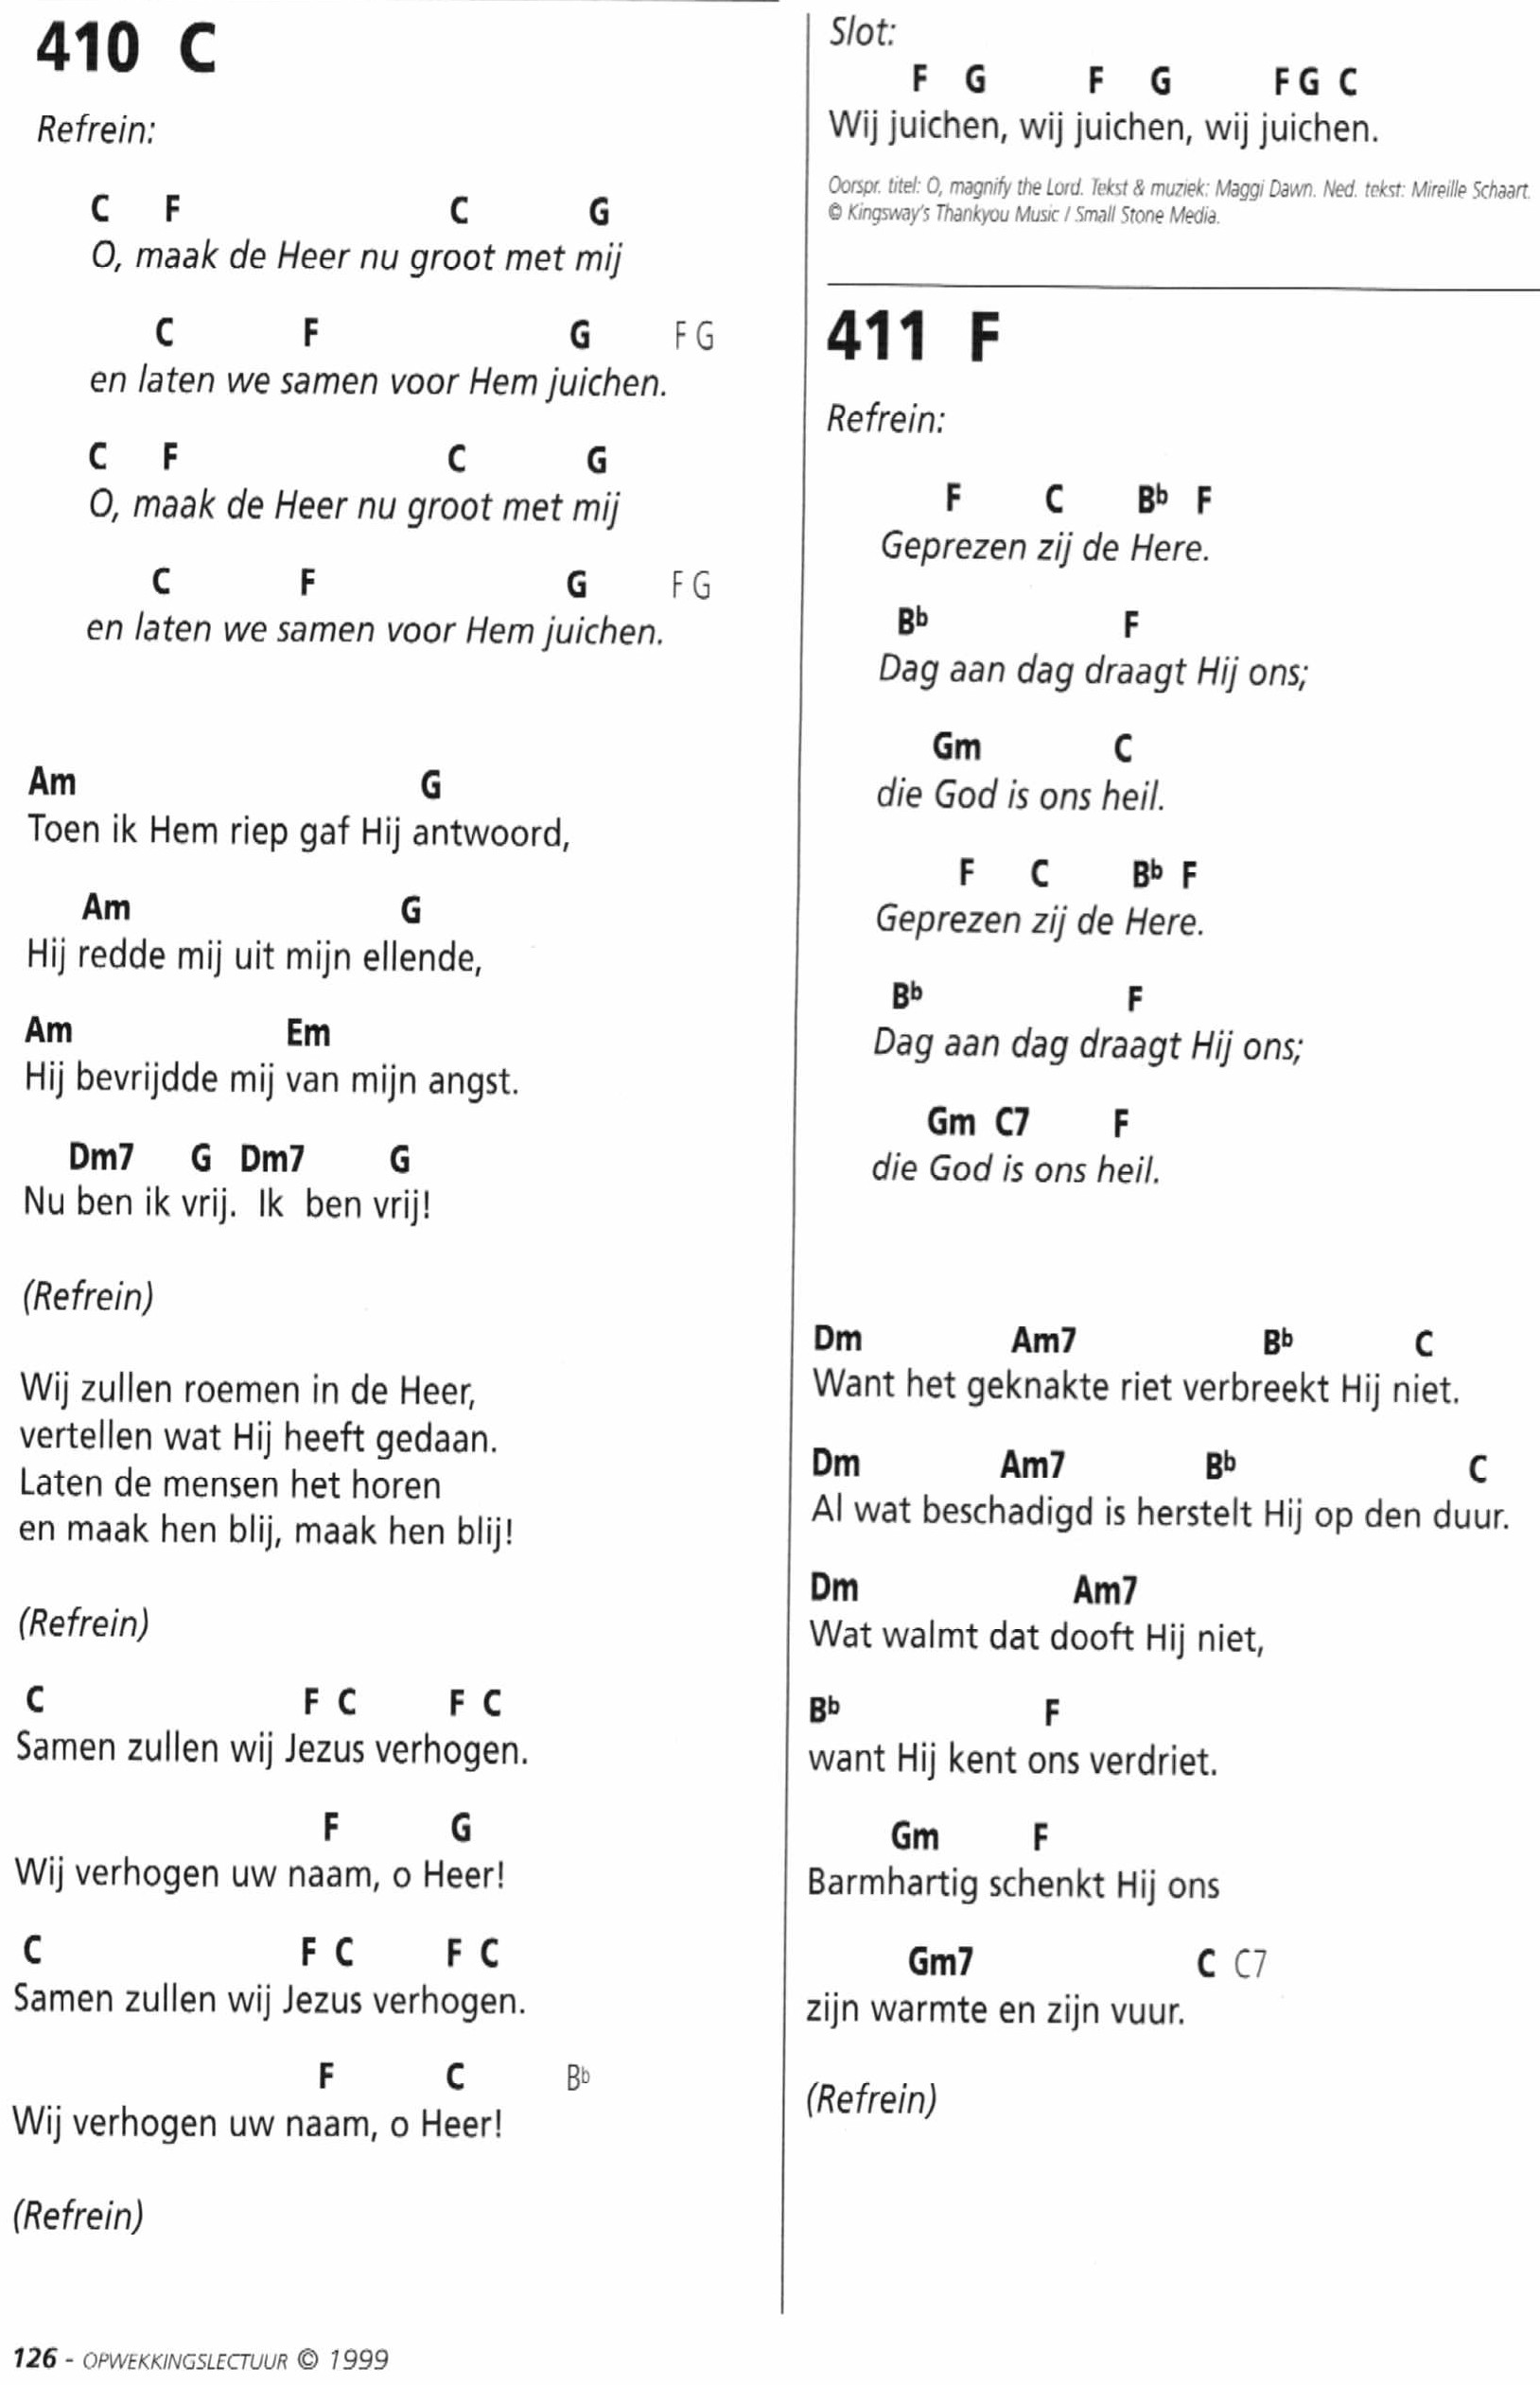 410 C
Refrein:
C F C G
O, maak de Heer nu groot met mij
C F G F G
en laten we samen voor Hem juichen.
C F C G
O, maak de Heer nu groot met mij
C F G F G
en laten we samen voor Hem juichen.
Am G
Toen ik Hem riep gaf Hij antwoord,
Am G
Hij redde mij uit mijn ellende,
Am Em
Hij bevrijdde mij van mijn angst.
Dm7 G Dm7 G
Nu ben ik vrij. Ik ben vrij!
(Refrein)
Wij zullen roemen in de Heer,
vertellen wat Hij heeft gedaan.
Laten de mensen het horen
en maak hen blij, maak hen blij!
(Refrein)
C F C F C
Samen zullen wij Jezus verhogen.
F G
Wij verhogen uw naam, o Heer!
C F C F C
Samen zullen wij Jezus verhogen.
F C Bb
Wij verhogen uw naam, o Heer!
(Refrein)
Slot:
F G F G F G C
Wij juichen, wij juichen, wij juichen.
Oorspr. titel: O, magnify the Lord. Tekst & muziek: Maggi Dawn. Ned. tekst: Mireille Schaart.
© Kingsway's Thankyou Music / Small Stone Media.
411 F
Refrein:
F C Bb F
Geprezen zij de Here.
Bb F
Dag aan dag draagt Hij ons;
Gm C
die God is ons heil.
F C Bb F
Geprezen zij de Here.
Bb F
Dag aan dag draagt Hij ons;
Gm C7 F
die God is ons heil.
Dm Am7 Bb C
Want het geknakte riet verbreekt Hij niet.
Dm Am7 Bb C
Al wat beschadigd is herstelt Hij op den duur.
Dm Am7
Wat walmt dat dooft Hij niet,
Bb F
want Hij kent ons verdriet.
Gm F
Barmhartig schenkt Hij ons
Gm7 C C7
zijn warmte en zijn vuur.
(Refrein)
126 - OPWEKKINGSLECTUUR © 1999